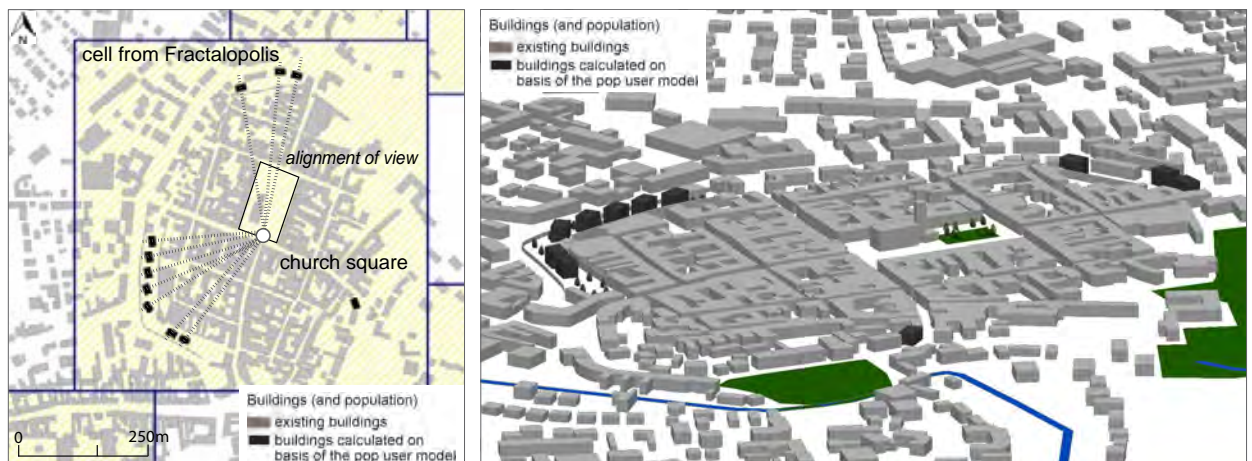 N
cell from Fractalopolis
alignment of view
church square
Buildings (and population)
existing buildings
buildings calculated on
basis of the pop user model
0 250m
Buildings (and population)
existing buildings
buildings calculated on
basis of the pop user model